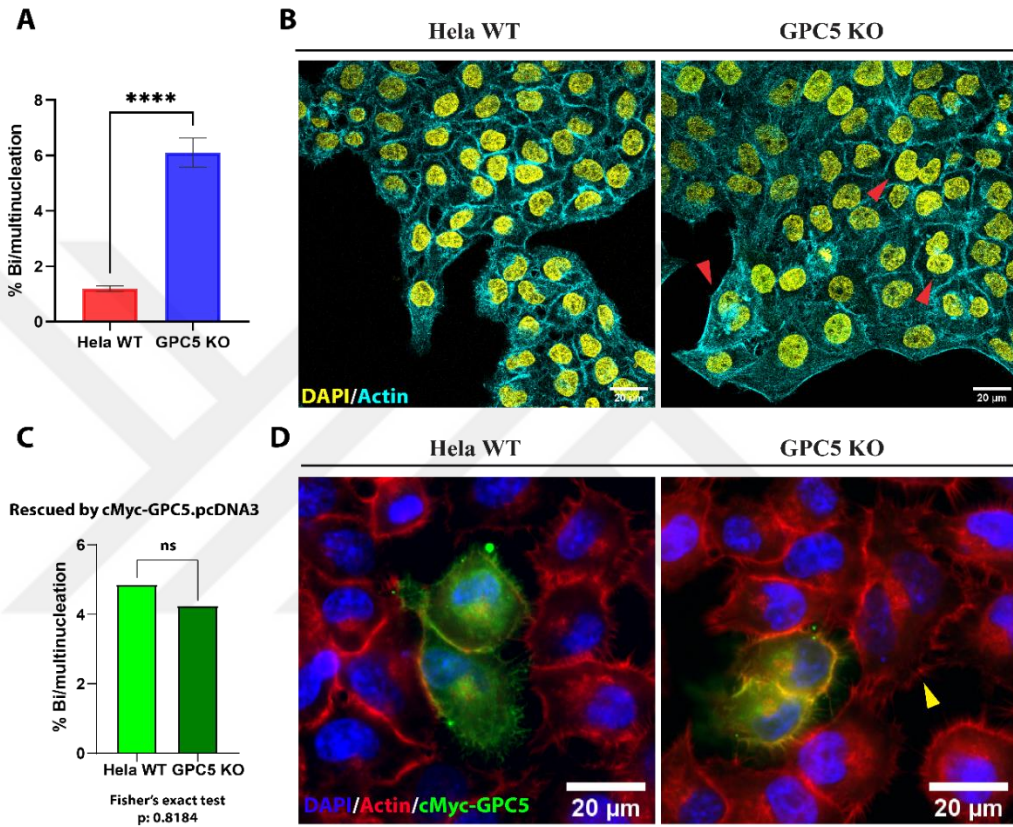 A
****
8
6
4
2
0
% Bi/multinucleation
Hela WT GPC5 KO
B
Hela WT GPC5 KO
DAPI/Actin
20 µm
20 µm
C
Rescued by cMyc-GPC5.pcDNA3
ns
6
4
2
0
% Bi/multinucleation
Hela WT GPC5 KO
Fisher's exact test
p: 0.8184
D
Hela WT GPC5 KO
DAPI/Actin/cMyc-GPC5
20 µm
20 µm